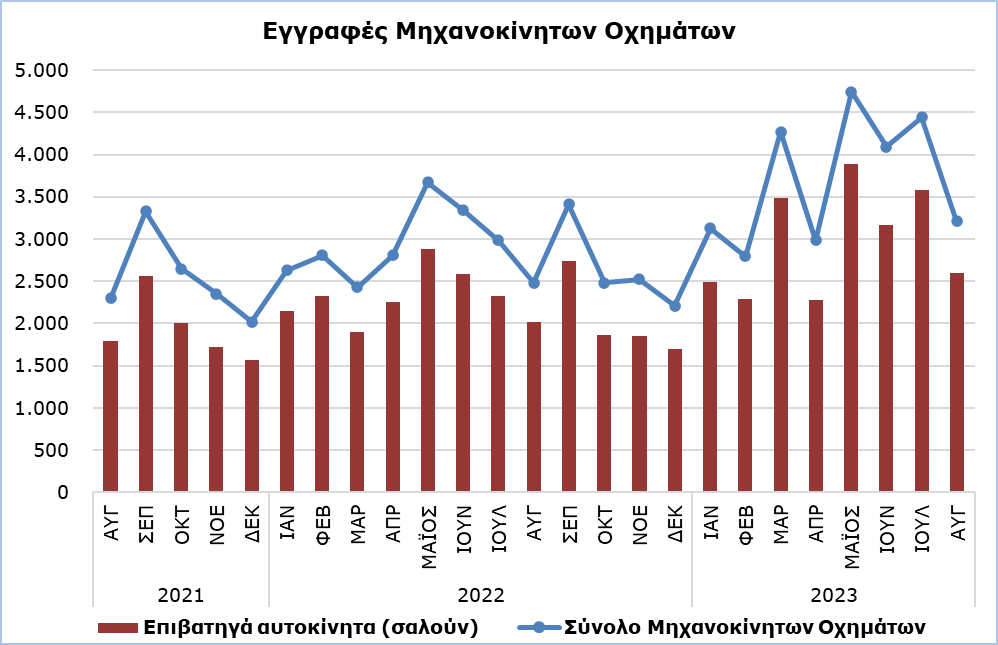 Εγγραφές Μηχανοκίνητων Οχημάτων
5.000
4.500
4.000
3.500
3.000
2.500
2.000
1.500
1.000
500
0
ΑΥΓ ΣΕΠ ΟΚΤ ΝΟΕ ΔΕΚ ΙΑΝ ΦΕΒ ΜΑΡ ΑΠΡ ΜΑΪΟΣ ΙΟΥΝ ΙΟΥΛ ΑΥΓ ΣΕΠ ΟΚΤ ΝΟΕ ΔΕΚ ΙΑΝ ΦΕΒ ΜΑΡ ΑΠΡ ΜΑΪΟΣ ΙΟΥΝ ΙΟΥΛ ΑΥΓ
2021 2022 2023
Επιβατηγά αυτοκίνητα (σαλούν) Σύνολο Μηχανοκίνητων Οχημάτων